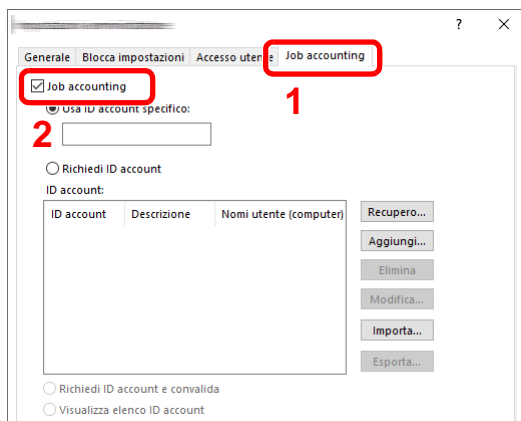 ?
Generale Blocca impostazioni Accesso utente Job accounting
Job accounting
1
Usa ID account specifico:
2
Richiedi ID account
ID account:
ID account Descrizione Nomi utente (computer)
Recupero...
Aggiungi...
Elimina
Modifica...
Importa...
Esporta...
Richiedi ID account e convalida
Visualizza elenco ID account